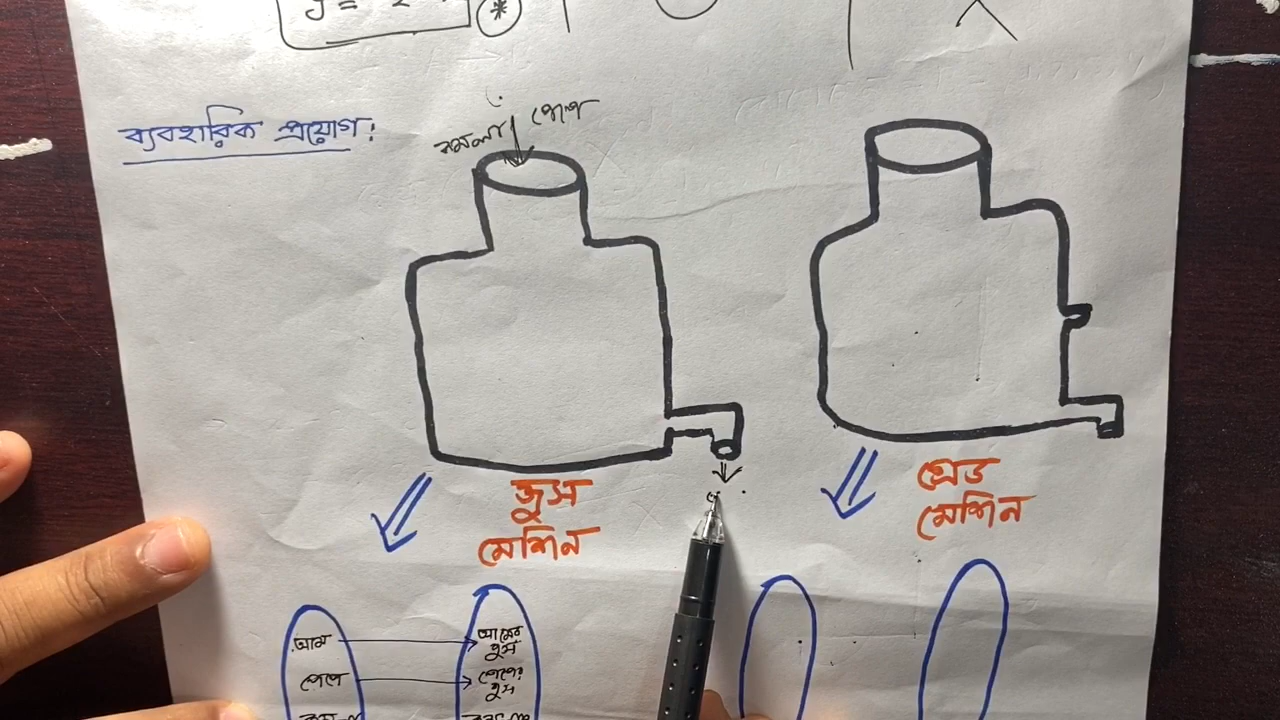 ব্যবহারিক প্রয়োগ:
কমলা পেপে
জুস
মেশিন
গ্রেড
মেশিন
আম আমের জুস
পেপে পেপের জুস